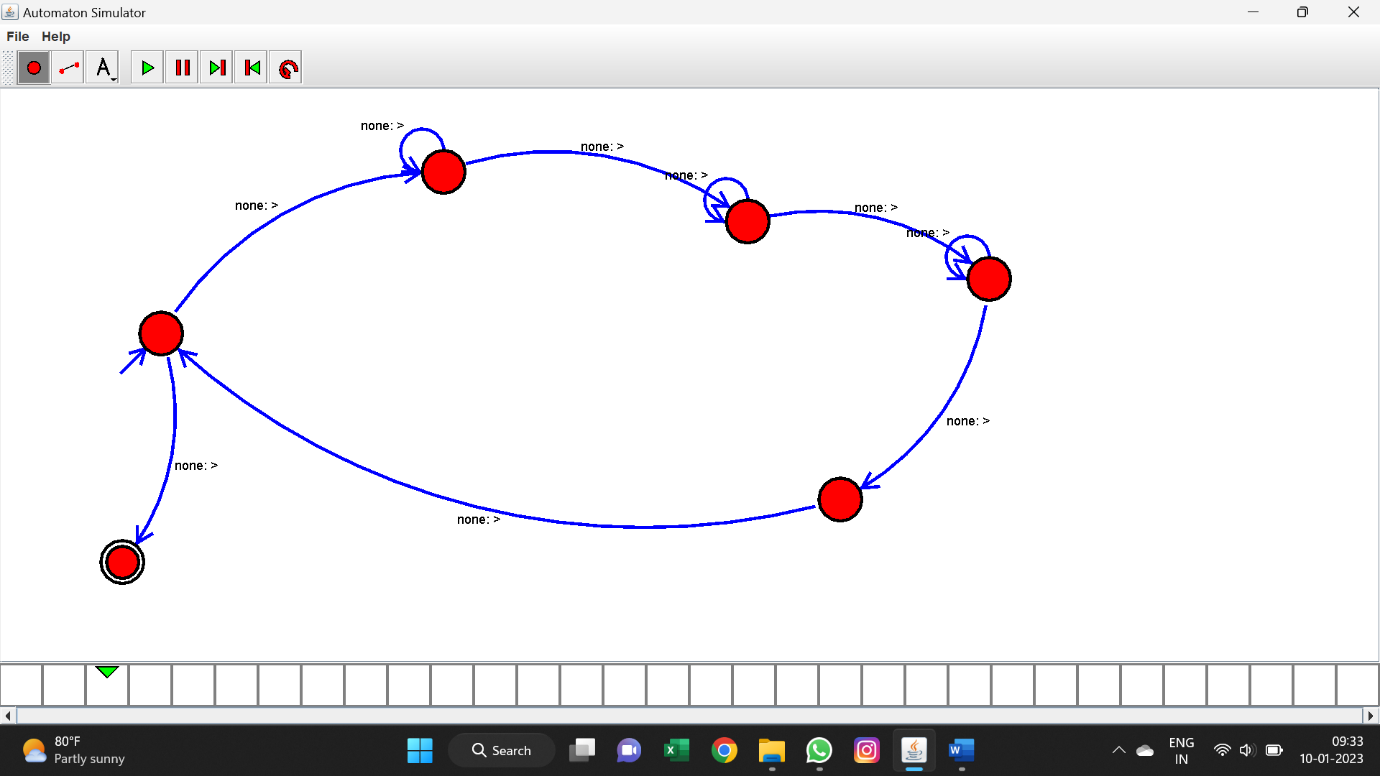 Automaton Simulator
File Help
A
none: >
none: >
none: >
none: >
none: >
none: >
none: >
none: >
none: >
none: >
80°F
Partly sunny
Search
ENG
IN
09:33
10-01-2023